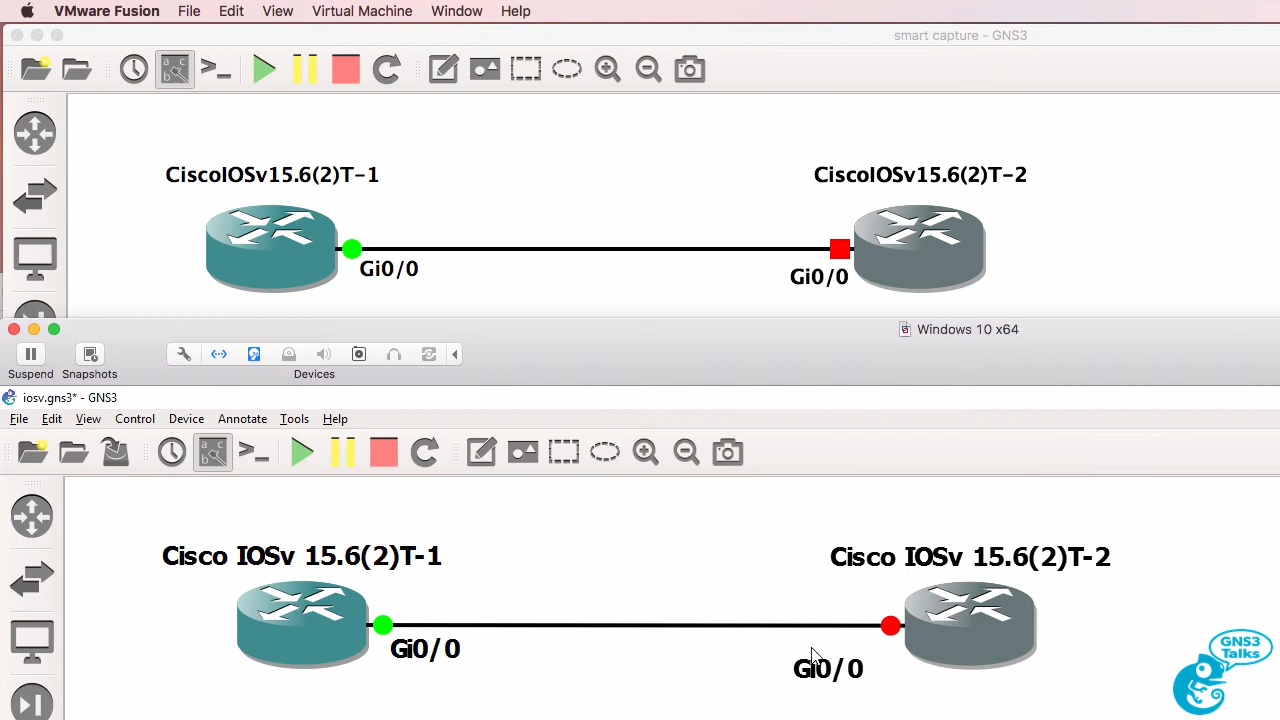 VMware Fusion File Edit View Virtual Machine Window Help
smart capture - GNS3
a c
b
CiscoIOSv15.6(2)T-1
CiscoIOSv15.6(2)T-2
Gi0/0
Gi0/0
Windows 10 x64
Suspend Snapshots Devices
iosv.gns3* - GNS3
File Edit View Control Device Annotate Tools Help
a c
b
Cisco IOSv 15.6(2)T-1
Cisco IOSv 15.6(2)T-2
Gi0/0
Gi0/0
GNS3
Talks